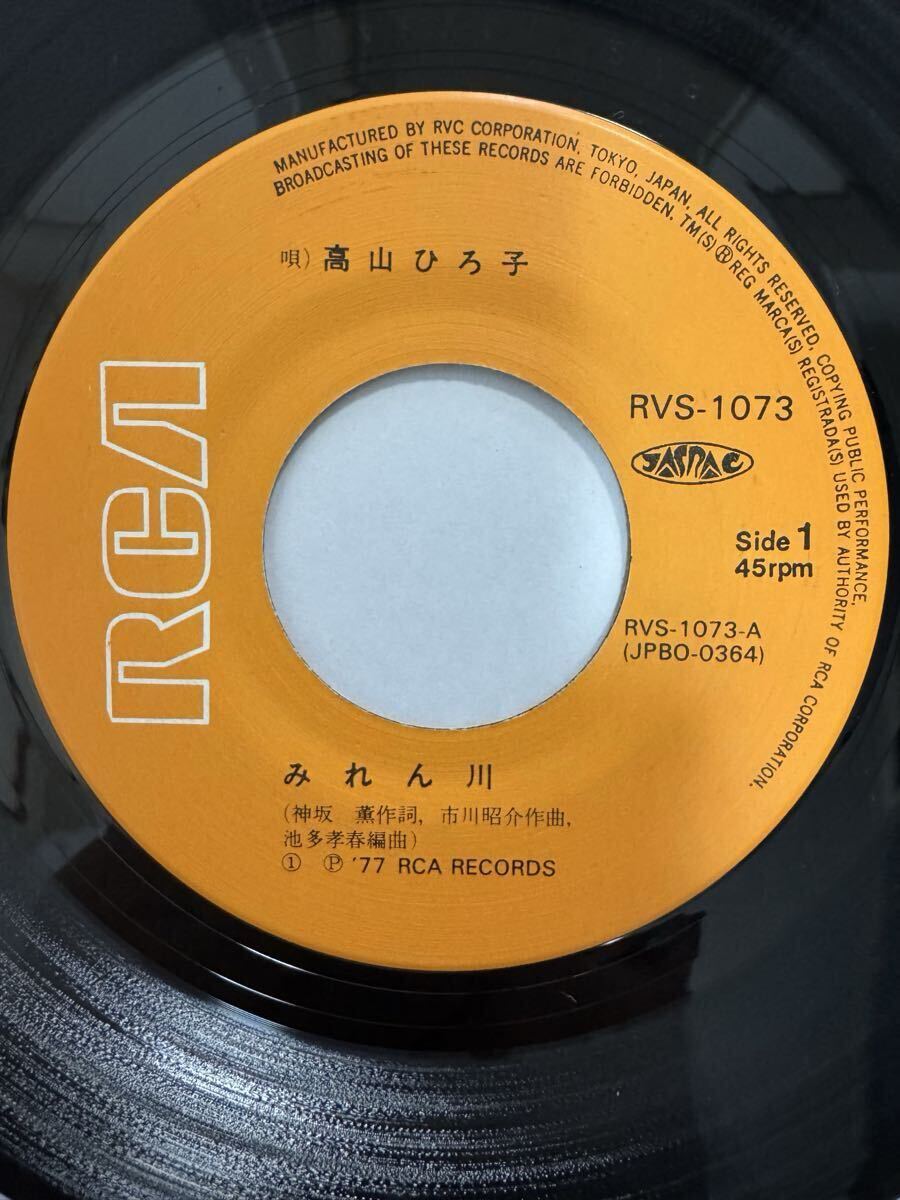 MANUFACTURED BY RVC CORPORATION, TOKYO, JAPAN. ALL RIGHTS RESERVED, COPYING PUBLIC PERFORMANCE,
BROADCASTING OF THESE RECORDS ARE FORBIDDEN. TM(S)Ⓡ REG MARCA(S) REGISTRADA(S) USED BY AUTHORITY OF RCA CORPORATION.
唄) 高山ひろ子
RCA
RVS-1073
JASRAC
Side 1
45rpm
RVS-1073-A
(JPBO-0364)
みれん川
(神坂 薫作詞, 市川昭介作曲,
池多孝春編曲)
① Ⓟ '77 RCA RECORDS